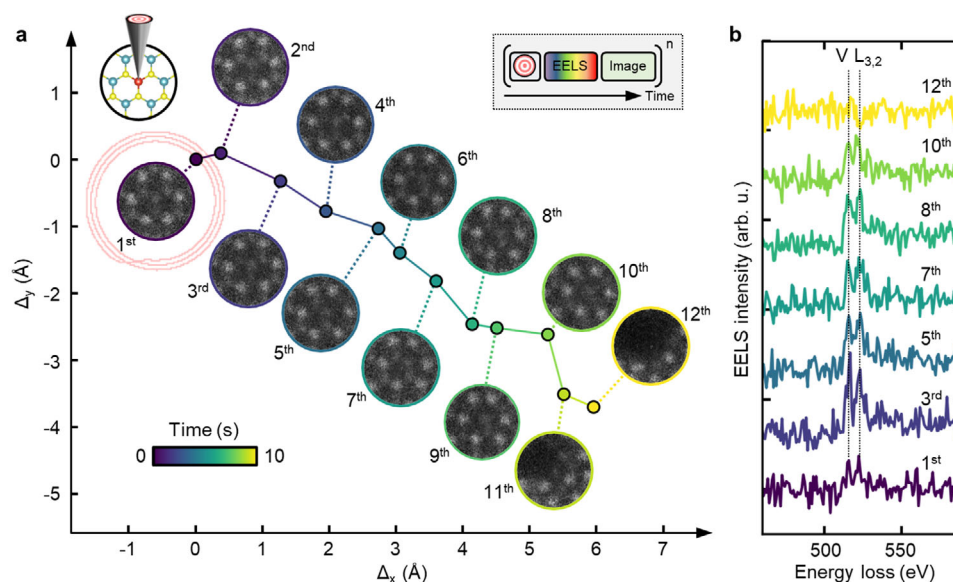 a
1
0
-1
-2
-3
-4
-5
Δy (Å)
-1 0 1 2 3 4 5 6 7
Δx (Å)
1st
2nd
3rd
4th
5th
6th
7th
8th
9th
10th
11th
12th
Time (s)
0 10
EELS Image n
Time
b
V L3,2
12th
10th
8th
7th
5th
3rd
1st
EELS intensity (arb. u.)
500 550
Energy loss (eV)